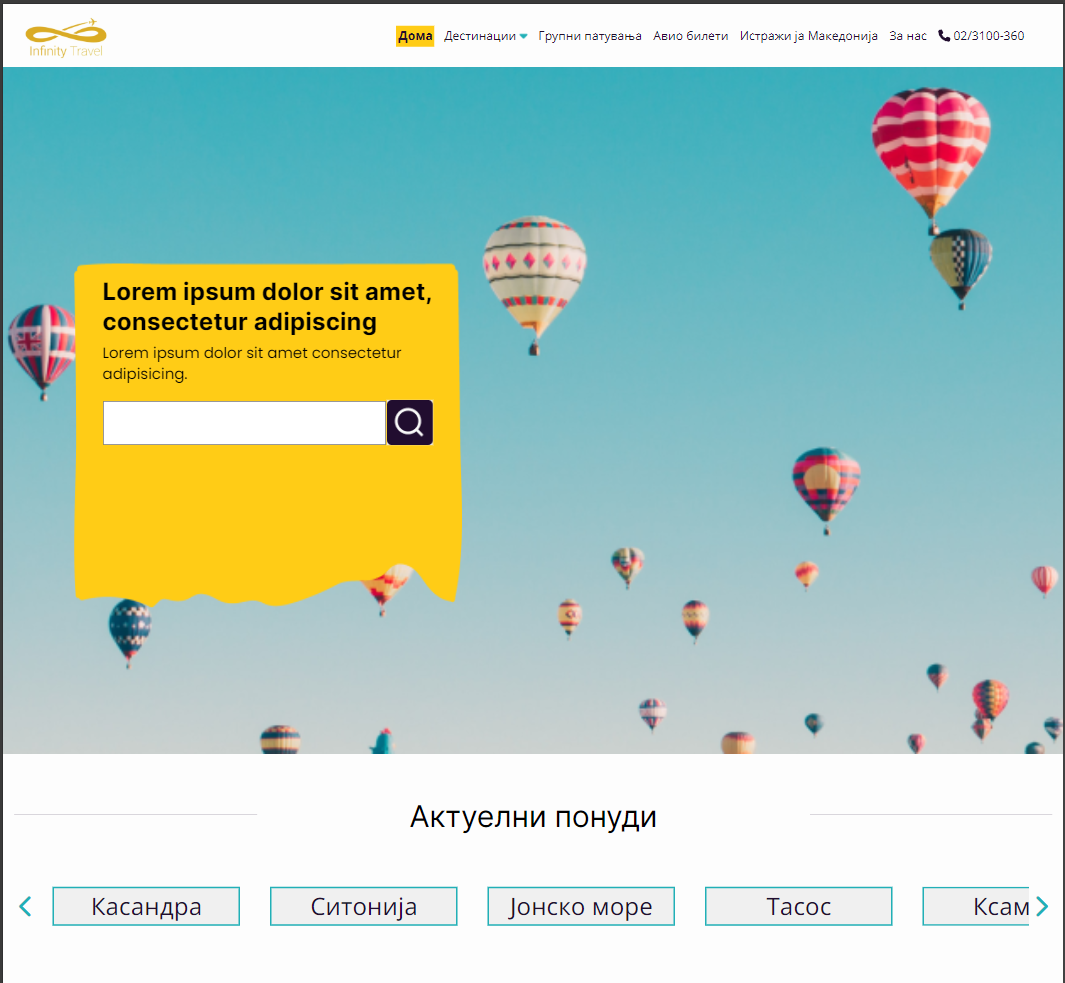 Infinity Travel
Дома Дестинации Групни патувања Авио билети Истражи ја Македонија За нас 02/3100-360
Lorem ipsum dolor sit amet,
consectetur adipiscing
Lorem ipsum dolor sit amet consectetur
adipisicing.
Актуелни понуди
Касандра Ситонија Јонско море Тасос Ксам